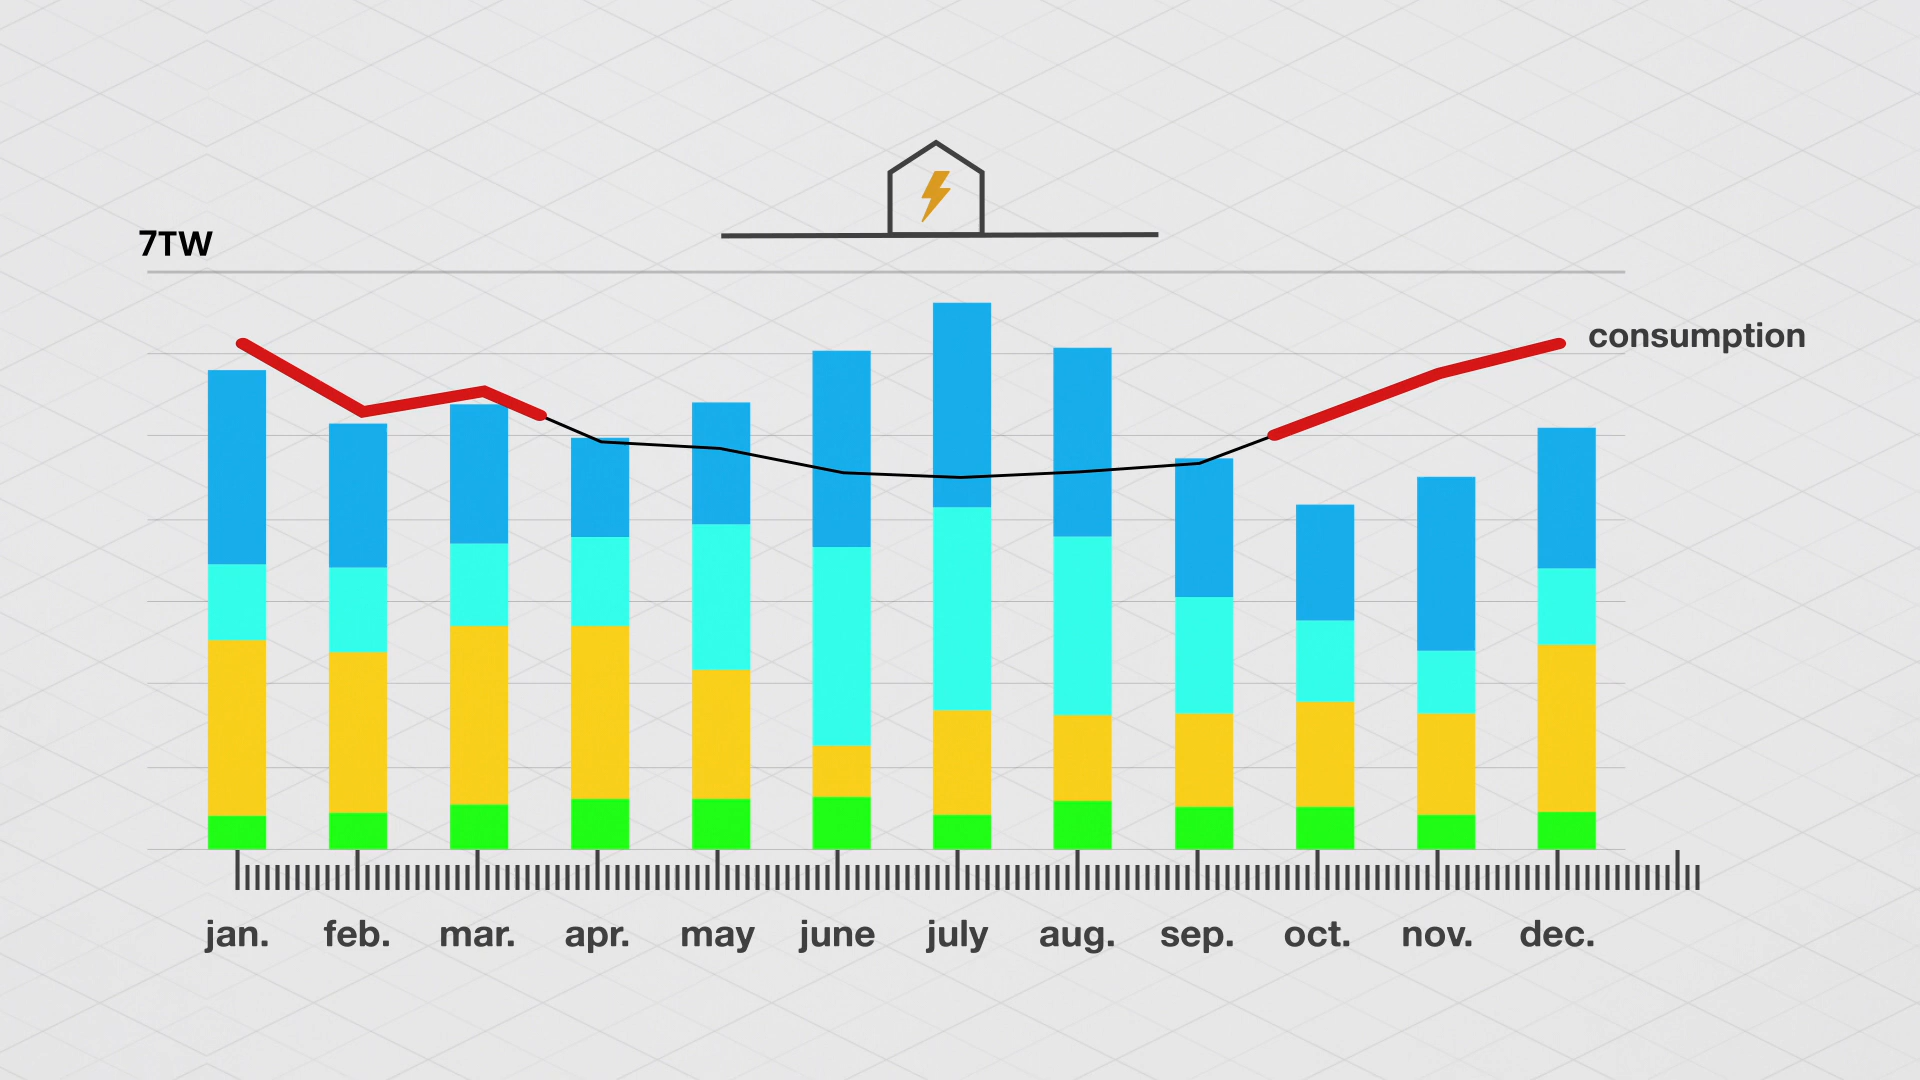 7TW
consumption
jan. feb. mar. apr. may june july aug. sep. oct. nov. dec.